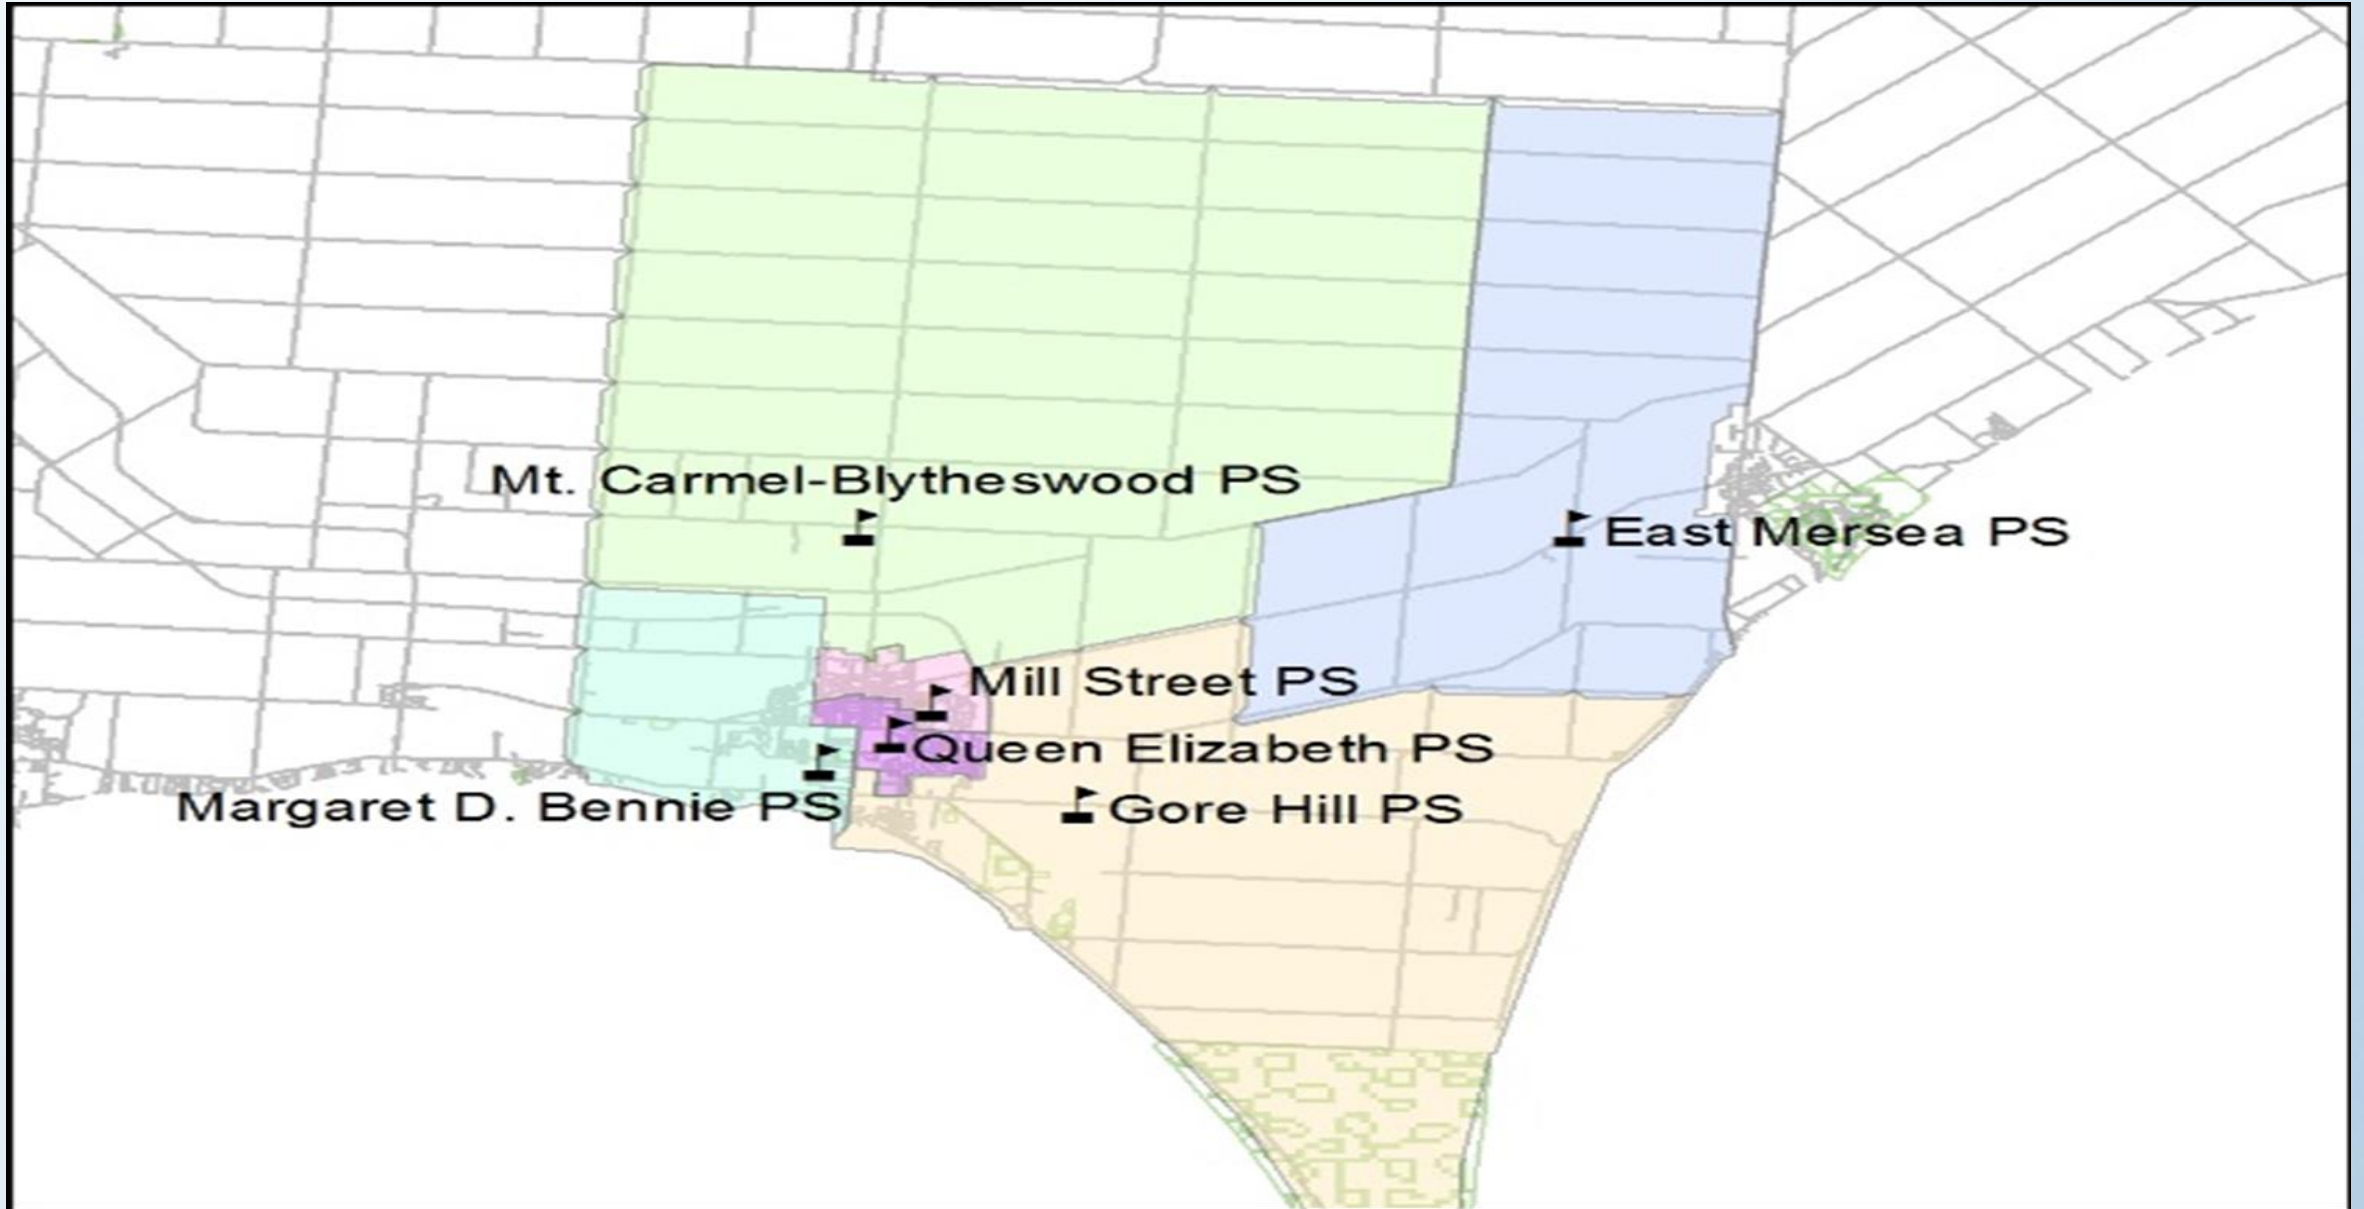 Mt. Carmel-Blytheswood PS
East Mersea PS
Mill Street PS
Queen Elizabeth PS
Margaret D. Bennie PS
Gore Hill PS